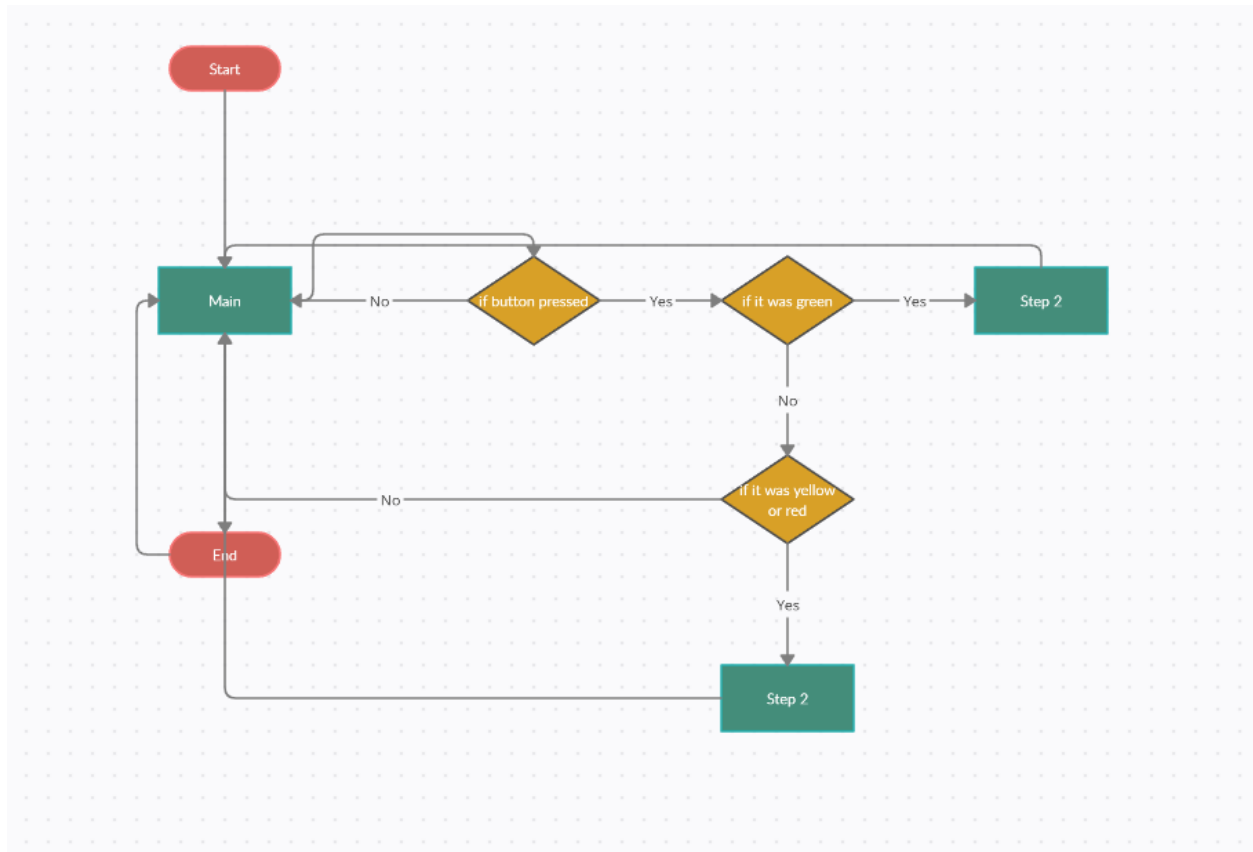 Start
Main
No
if button pressed
Yes
if it was green
Yes
Step 2
No
if it was yellow
or red
No
End
Yes
Step 2